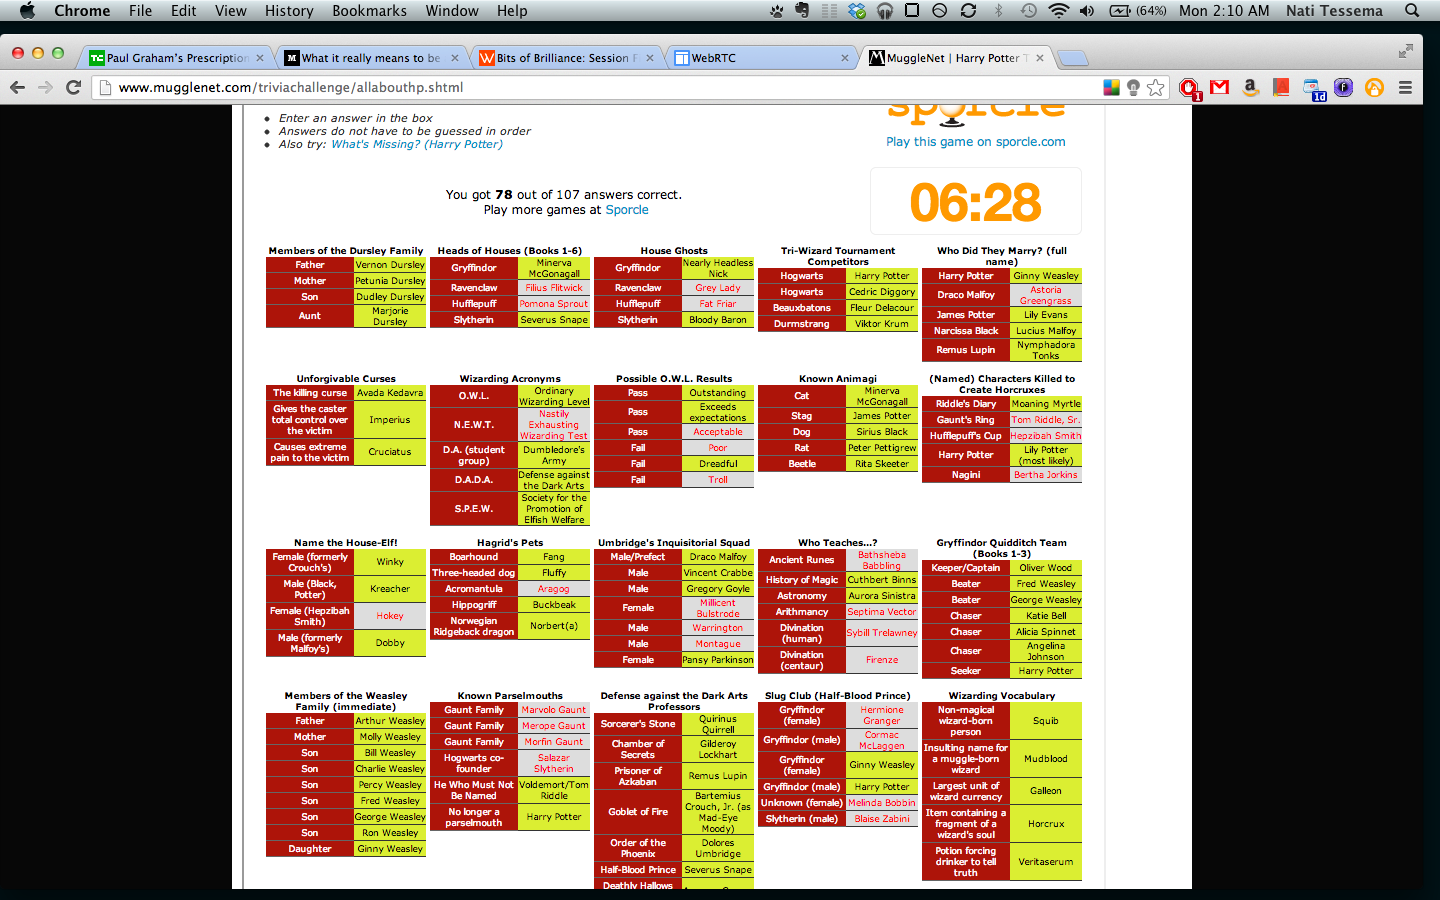 Chrome File Edit View History Bookmarks Window Help (64%) Mon 2:10 AM Nati Tessema
Paul Graham's Prescription What it really means to be Bits of Brilliance: Session F WebRTC MuggleNet | Harry Potter T
www.mugglenet.com/triviachallenge/allabouthp.shtml
1 1d
sporcle
Enter an answer in the box
Answers do not have to be guessed in order
Also try: What's Missing? (Harry Potter)
Play this game on sporcle.com
You got 78 out of 107 answers correct.
Play more games at Sporcle
06:28
Members of the Dursley Family
Father Vernon Dursley
Mother Petunia Dursley
Son Dudley Dursley
Aunt Marjorie
Dursley
Heads of Houses (Books 1-6)
Gryffindor Minerva
McGonagall
Ravenclaw Filius Flitwick
Hufflepuff Pomona Sprout
Slytherin Severus Snape
House Ghosts
Gryffindor Nearly Headless
Nick
Ravenclaw Grey Lady
Hufflepuff Fat Friar
Slytherin Bloody Baron
Tri-Wizard Tournament
Competitors
Hogwarts Harry Potter
Hogwarts Cedric Diggory
Beauxbatons Fleur Delacour
Durmstrang Viktor Krum
Who Did They Marry? (full
name)
Harry Potter Ginny Weasley
Draco Malfoy Astoria
Greengrass
James Potter Lily Evans
Narcissa Black Lucius Malfoy
Remus Lupin Nymphadora
Tonks
Unforgivable Curses
The killing curse Avada Kedavra
Gives the caster
total control over
the victim
Imperius
Causes extreme
pain to the victim
Cruciatus
Wizarding Acronyms
O.W.L. Ordinary
Wizarding Level
N.E.W.T. Nastily
Exhausting
Wizarding Test
D.A. (student
group)
Dumbledore's
Army
D.A.D.A. Defense against
the Dark Arts
S.P.E.W. Society for the
Promotion of
Elfish Welfare
Possible O.W.L. Results
Pass Outstanding
Pass Exceeds
expectations
Pass Acceptable
Fail Poor
Fail Dreadful
Fail Troll
Known Animagi
Cat Minerva
McGonagall
Stag James Potter
Dog Sirius Black
Rat Peter Pettigrew
Beetle Rita Skeeter
(Named) Characters Killed to
Create Horcruxes
Riddle's Diary Moaning Myrtle
Gaunt's Ring Tom Riddle, Sr.
Hufflepuff's Cup Hepzibah Smith
Harry Potter Lily Potter
(most likely)
Nagini Bertha Jorkins
Name the House-Elf!
Female (formerly
Crouch's)
Winky
Male (Black,
Potter)
Kreacher
Female (Hepzibah
Smith)
Hokey
Male (formerly
Malfoy's)
Dobby
Hagrid's Pets
Boarhound Fang
Three-headed dog Fluffy
Acromantula Aragog
Hippogriff Buckbeak
Norwegian
Ridgeback dragon
Norbert(a)
Umbridge's Inquisitorial Squad
Male/Prefect Draco Malfoy
Male Vincent Crabbe
Male Gregory Goyle
Female Millicent
Bulstrode
Male Warrington
Male Montague
Female Pansy Parkinson
Who Teaches...?
Ancient Runes Bathsheba
Babbling
History of Magic Cuthbert Binns
Astronomy Aurora Sinistra
Arithmancy Septima Vector
Divination
(human)
Sybill Trelawney
Divination
(centaur)
Firenze
Gryffindor Quidditch Team
(Books 1-3)
Keeper/Captain Oliver Wood
Beater Fred Weasley
Beater George Weasley
Chaser Katie Bell
Chaser Alicia Spinnet
Chaser Angelina
Johnson
Seeker Harry Potter
Members of the Weasley
Family (immediate)
Father Arthur Weasley
Mother Molly Weasley
Son Bill Weasley
Son Charlie Weasley
Son Percy Weasley
Son Fred Weasley
Son George Weasley
Son Ron Weasley
Daughter Ginny Weasley
Known Parselmouths
Gaunt Family Marvolo Gaunt
Gaunt Family Merope Gaunt
Gaunt Family Morfin Gaunt
Hogwarts co-
founder
Salazar
Slytherin
He Who Must Not
Be Named
Voldemort/Tom
Riddle
No longer a
parselmouth
Harry Potter
Defense against the Dark Arts
Professors
Sorcerer's Stone Quirinus
Quirrell
Chamber of
Secrets
Gilderoy
Lockhart
Prisoner of
Azkaban
Remus Lupin
Goblet of Fire Bartemius
Crouch, Jr. (as
Mad-Eye
Moody)
Order of the
Phoenix
Dolores
Umbridge
Half-Blood Prince Severus Snape
Deathly Hallows
Slug Club (Half-Blood Prince)
Gryffindor
(female)
Hermione
Granger
Gryffindor (male) Cormac
McLaggen
Gryffindor
(female)
Ginny Weasley
Gryffindor (male) Harry Potter
Unknown (female) Melinda Bobbin
Slytherin (male) Blaise Zabini
Wizarding Vocabulary
Non-magical
wizard-born
person
Squib
Insulting name for
a muggle-born
wizard
Mudblood
Largest unit of
wizard currency
Galleon
Item containing a
fragment of a
wizard's soul
Horcrux
Potion forcing
drinker to tell
truth
Veritaserum